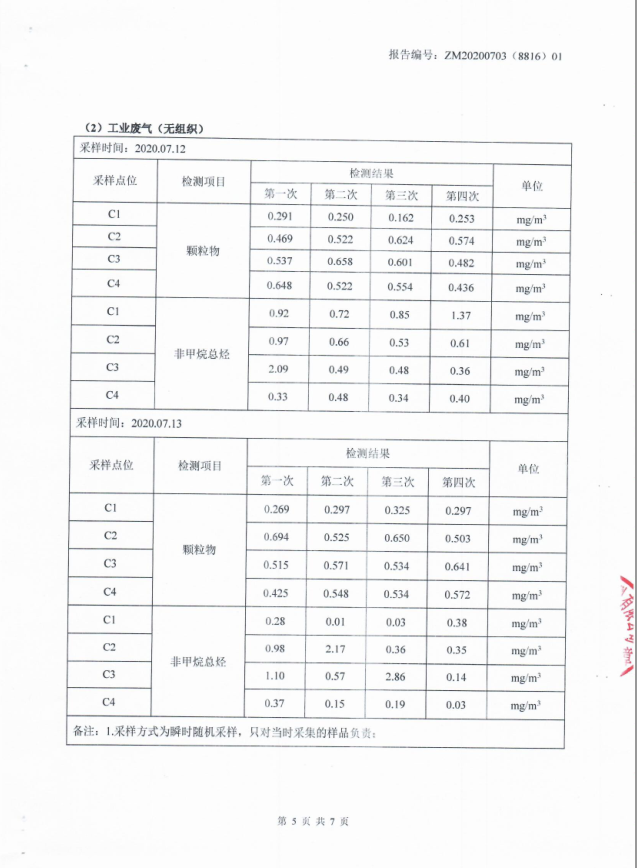 报告编号：ZM20200703（8816）01
（2）工业废气（无组织）
采样时间：2020.07.12
采样点位 检测项目 检测结果 单位
第一次 第二次 第三次 第四次
C1 颗粒物 0.291 0.250 0.162 0.253 mg/m³
C2 0.469 0.522 0.624 0.574 mg/m³
C3 0.537 0.658 0.601 0.482 mg/m³
C4 0.648 0.522 0.554 0.436 mg/m³
C1 非甲烷总烃 0.92 0.72 0.85 1.37 mg/m³
C2 0.97 0.66 0.53 0.61 mg/m³
C3 2.09 0.49 0.48 0.36 mg/m³
C4 0.33 0.48 0.34 0.40 mg/m³
采样时间：2020.07.13
采样点位 检测项目 检测结果 单位
第一次 第二次 第三次 第四次
C1 颗粒物 0.269 0.297 0.325 0.297 mg/m³
C2 0.694 0.525 0.650 0.503 mg/m³
C3 0.515 0.571 0.534 0.641 mg/m³
C4 0.425 0.548 0.534 0.572 mg/m³
C1 非甲烷总烃 0.28 0.01 0.03 0.38 mg/m³
C2 0.98 2.17 0.36 0.35 mg/m³
C3 1.10 0.57 2.86 0.14 mg/m³
C4 0.37 0.15 0.19 0.03 mg/m³
备注：1.采样方式为瞬时随机采样，只对当时采集的样品负责；
第 5 页 共 7 页